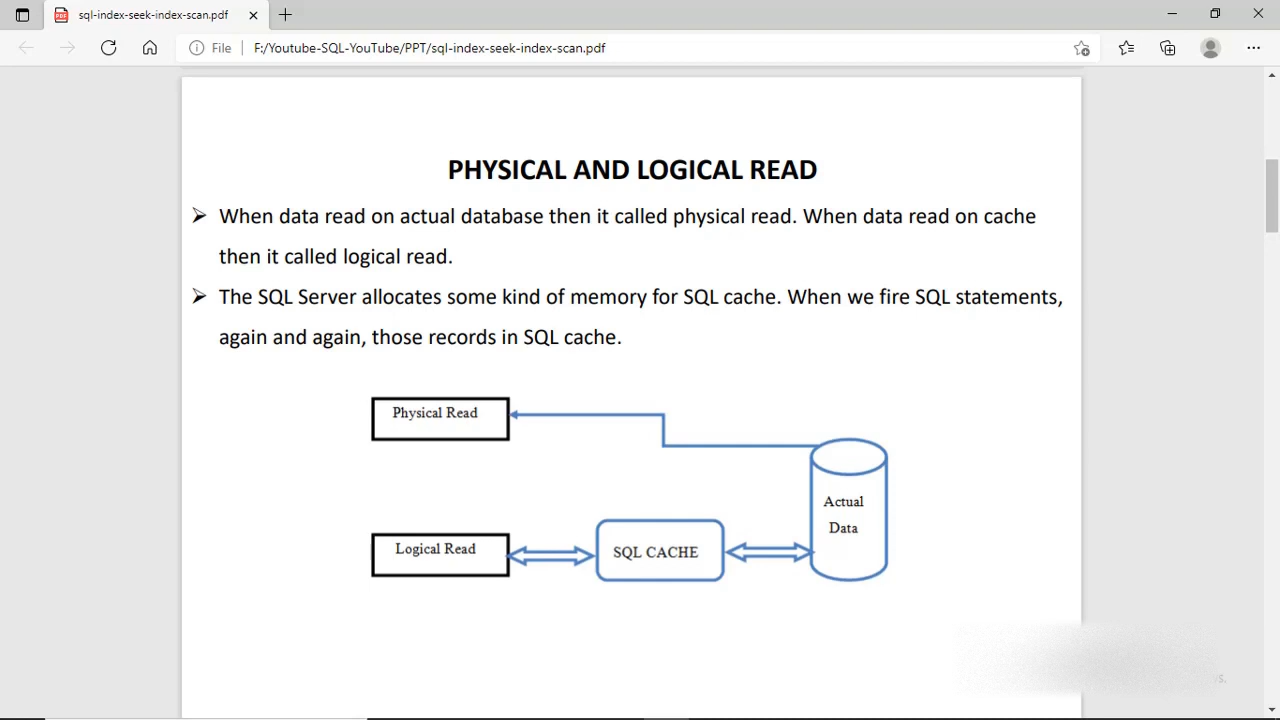 sql-index-seek-index-scan.pdf
File
F:/Youtube-SQL-YouTube/PPT/sql-index-seek-index-scan.pdf
PHYSICAL AND LOGICAL READ
When data read on actual database then it called physical read. When data read on cache
then it called logical read.
The SQL Server allocates some kind of memory for SQL cache. When we fire SQL statements,
again and again, those records in SQL cache.
Physical Read
Actual
Data
Logical Read
SQL CACHE